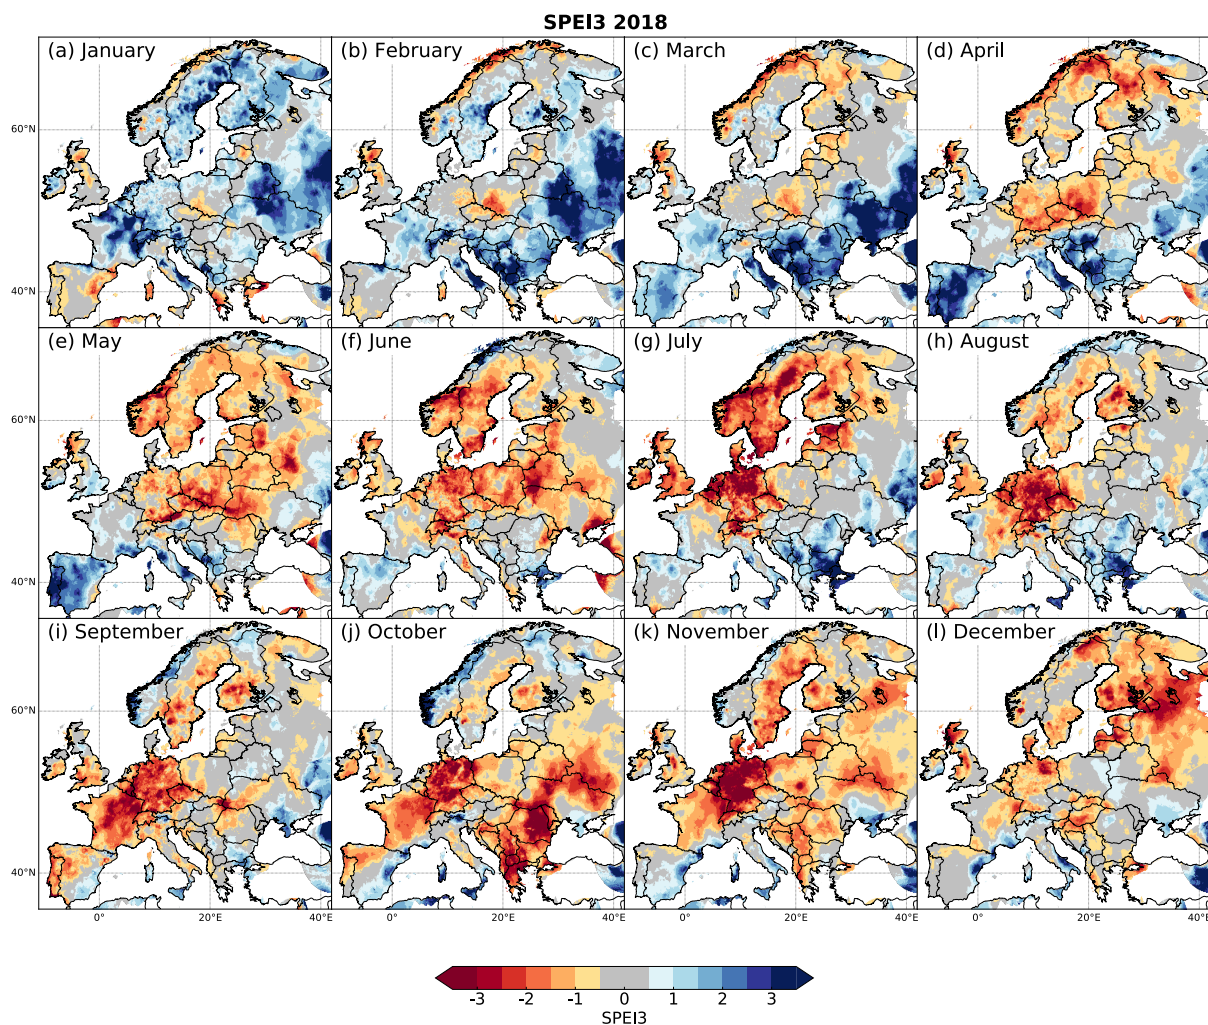 SPEI3 2018
(a) January
(b) February
(c) March
(d) April
60°N
40°N
(e) May
(f) June
(g) July
(h) August
60°N
40°N
(i) September
(j) October
(k) November
(l) December
60°N
40°N
0° 20°E 40°E 0° 20°E 40°E 0° 20°E 40°E 0° 20°E 40°E
-3 -2 -1 0 1 2 3
SPEI3